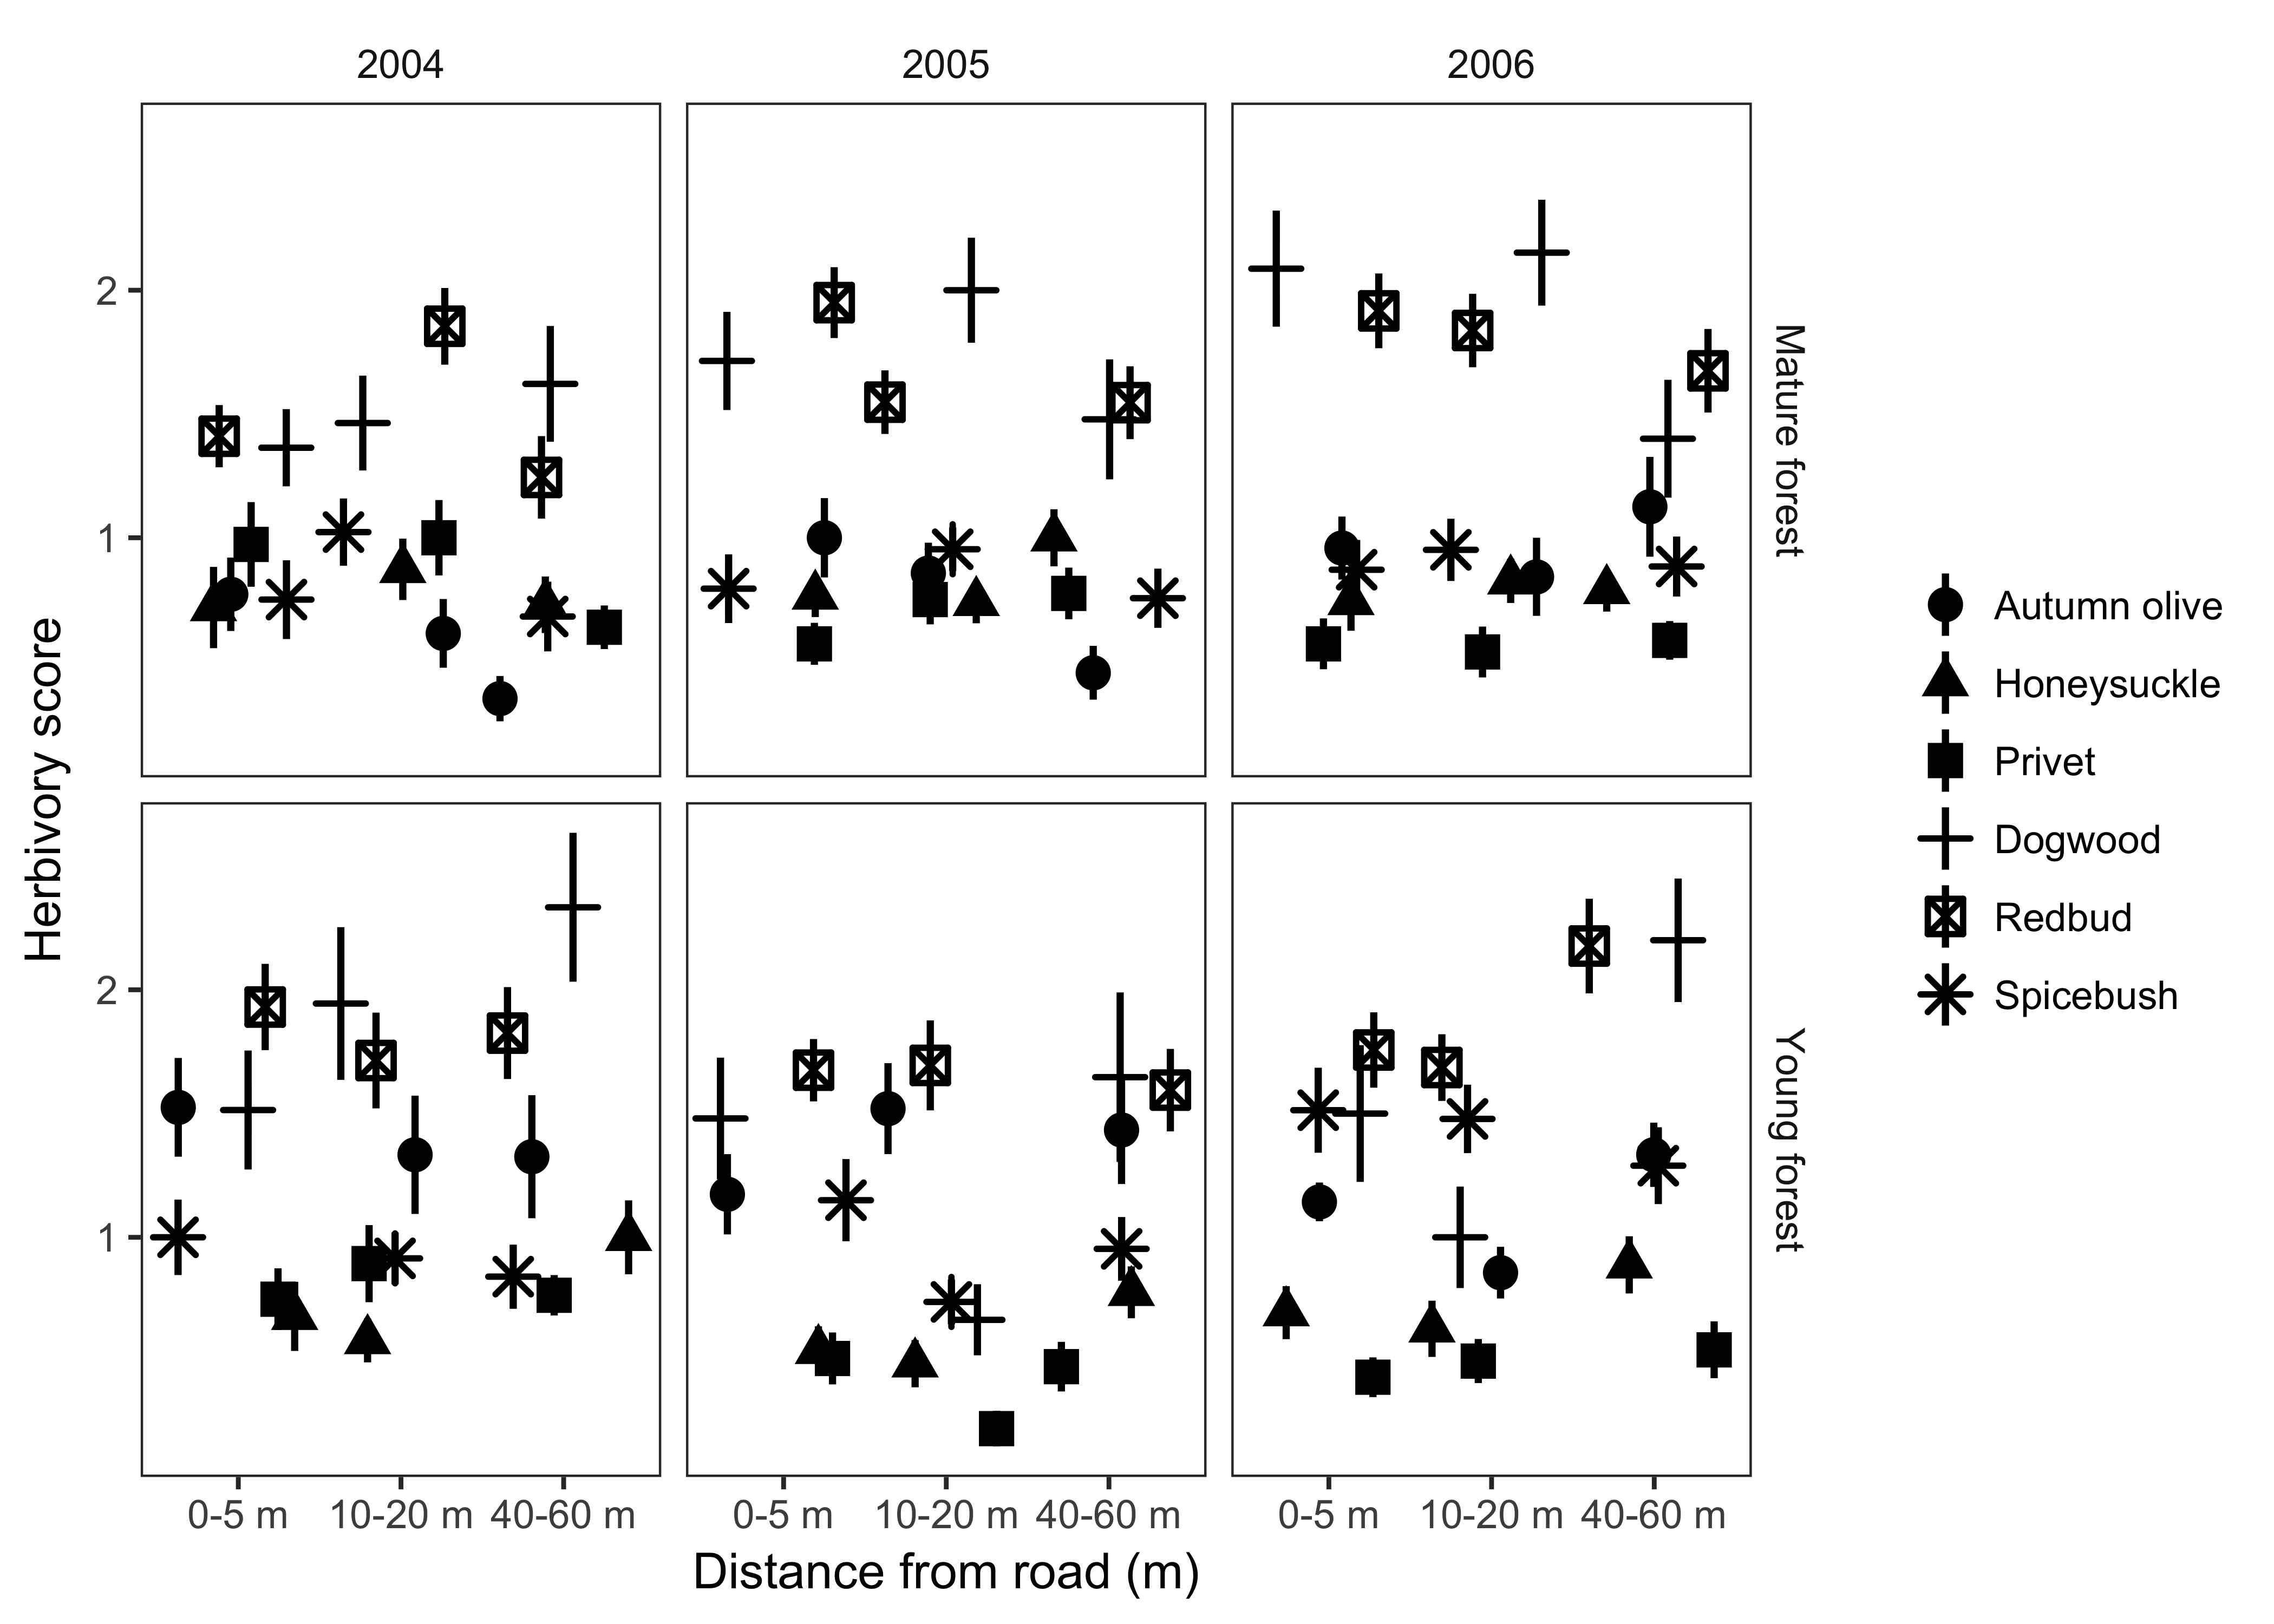 2004 2005 2006
Herbivory score
2
1
Mature forest
2
1
Young forest
0-5 m 10-20 m 40-60 m 0-5 m 10-20 m 40-60 m 0-5 m 10-20 m 40-60 m
Distance from road (m)
Autumn olive
Honeysuckle
Privet
Dogwood
Redbud
Spicebush